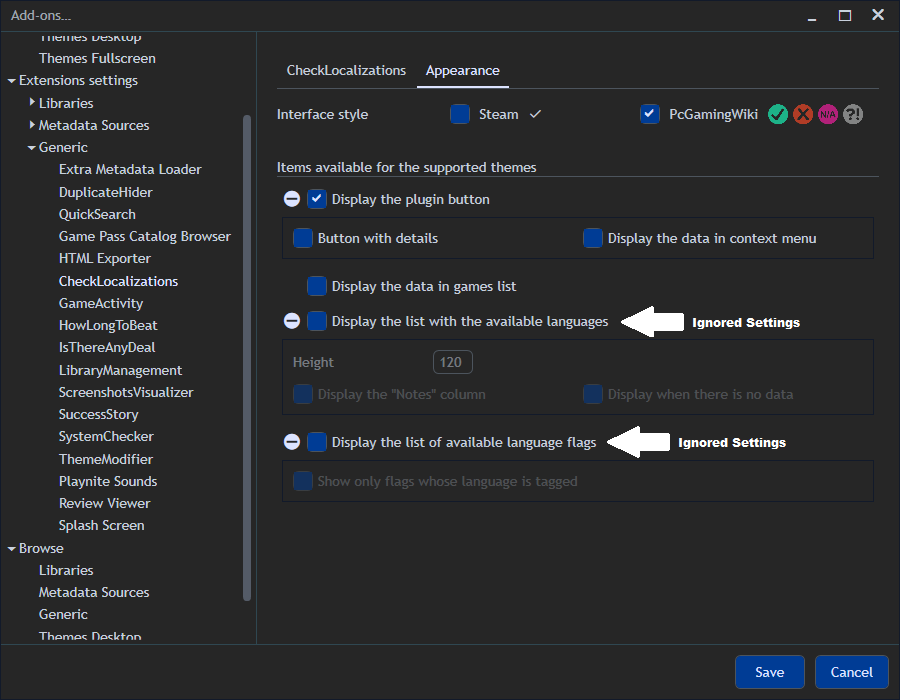 Add-ons...
Themes Desktop
Themes Fullscreen
Extensions settings
Libraries
Metadata Sources
Generic
Extra Metadata Loader
DuplicateHider
QuickSearch
Game Pass Catalog Browser
HTML Exporter
CheckLocalizations
GameActivity
HowLongToBeat
IsThereAnyDeal
LibraryManagement
ScreenshotsVisualizer
SuccessStory
SystemChecker
ThemeModifier
Playnite Sounds
Review Viewer
Splash Screen
Browse
Libraries
Metadata Sources
Generic
Themes Desktop
CheckLocalizations Appearance
Interface style Steam PcGamingWiki N/A ?!
Items available for the supported themes
Display the plugin button
Button with details Display the data in context menu
Display the data in games list
Display the list with the available languages Ignored Settings
Height 120
Display the "Notes" column Display when there is no data
Display the list of available language flags Ignored Settings
Show only flags whose language is tagged
Save Cancel